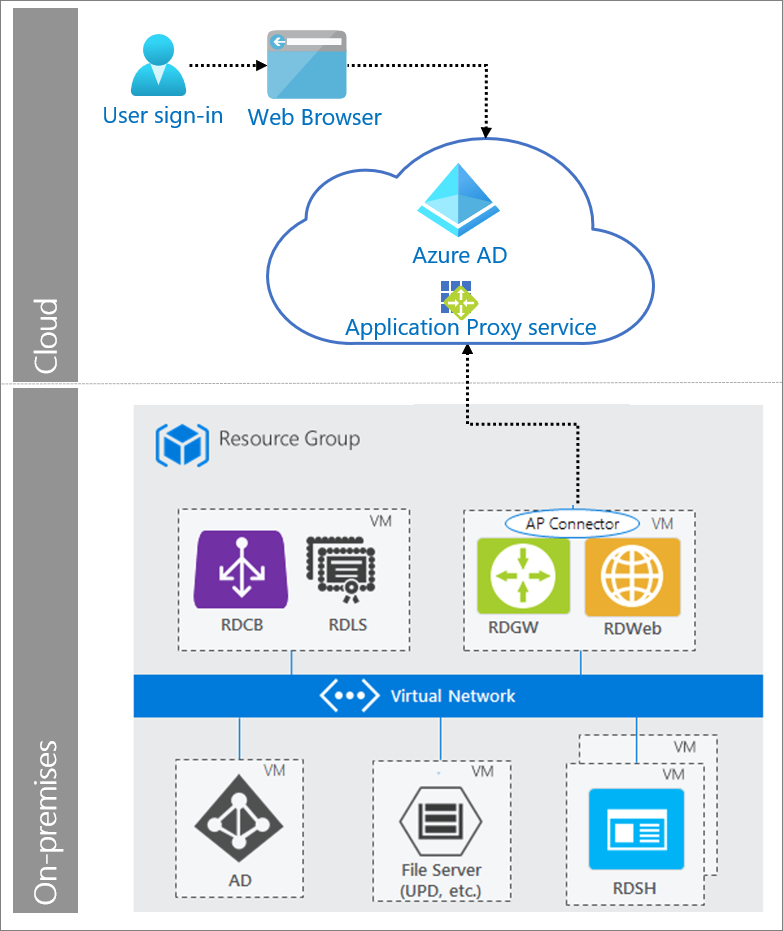 User sign-in
Web Browser
Azure AD
Application Proxy service
Cloud
Resource Group
VM
RDCB
RDLS
AP Connector
VM
RDGW
RDWeb
Virtual Network
VM
AD
VM
File Server
(UPD, etc.)
VM
VM
RDSH
On-premises